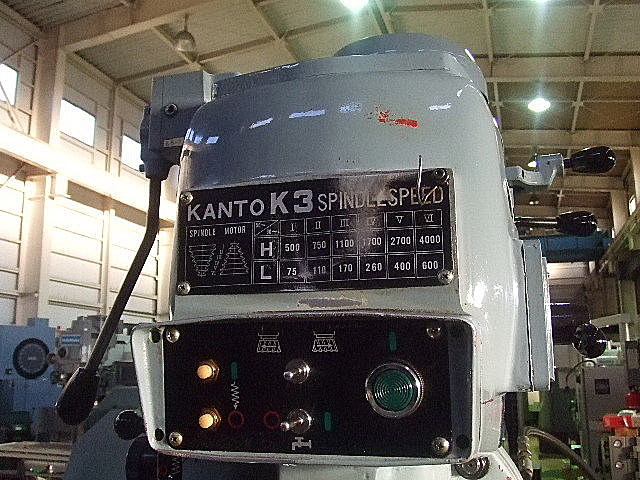 KANTO K3 SPINDLE SPEED
SPINDLE MOTOR I II III IV V VI
H 500 750 1100 1700 2700 4000
L 75 110 170 260 400 600